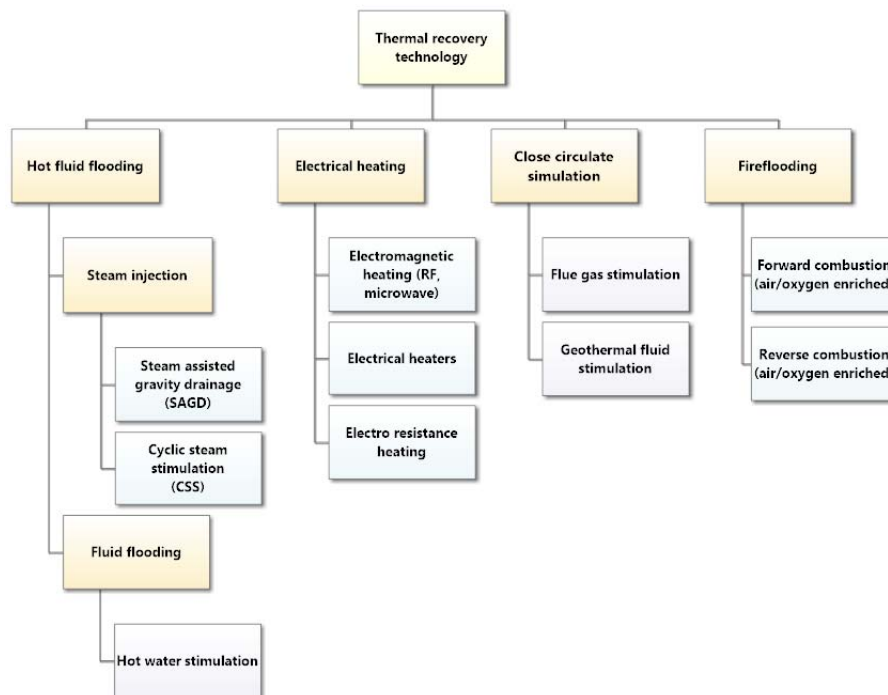 Thermal recovery
technology
Hot fluid flooding
Electrical heating
Close circulate
simulation
Fireflooding
Steam injection
Steam assisted
gravity drainage
(SAGD)
Cyclic steam
stimulation
(CSS)
Fluid flooding
Hot water stimulation
Electromagnetic
heating (RF,
microwave)
Electrical heaters
Electro resistance
heating
Flue gas stimulation
Geothermal fluid
stimulation
Forward combustion
(air/oxygen enriched
Reverse combustion
(air/oxygen enriched